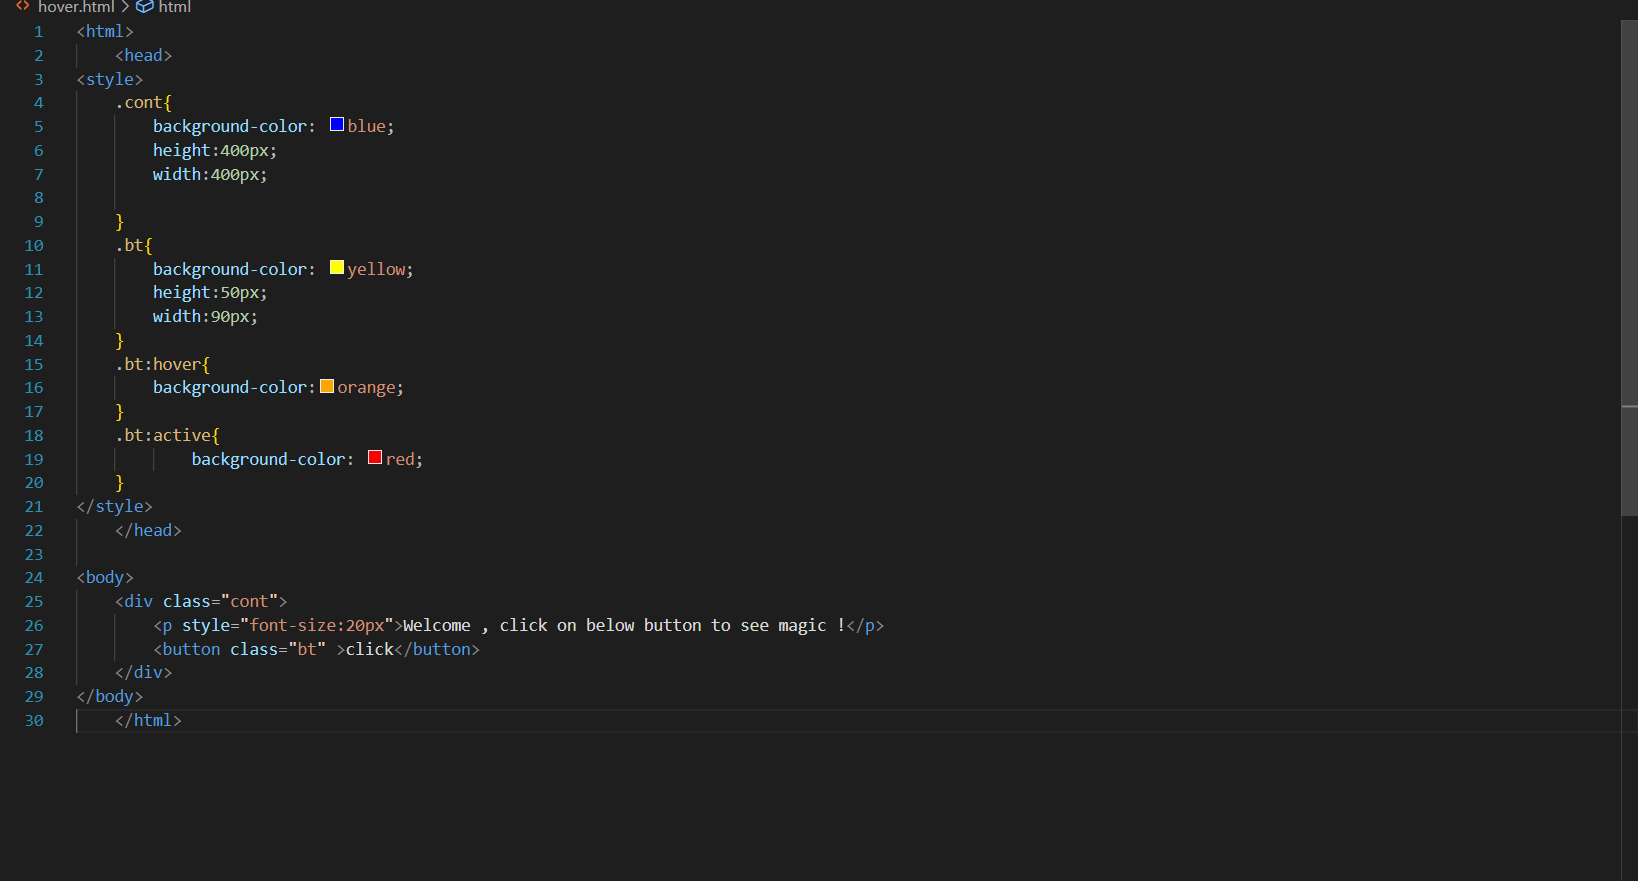 hover.html > html
1 <html>
2     <head>
3 <style>
4     .cont{
5         background-color: blue;
6         height:400px;
7         width:400px;
8
9     }
10     .bt{
11         background-color: yellow;
12         height:50px;
13         width:90px;
14     }
15     .bt:hover{
16         background-color:orange;
17     }
18     .bt:active{
19             background-color: red;
20     }
21 </style>
22     </head>
23
24 <body>
25     <div class="cont">
26         <p style="font-size:20px">Welcome , click on below button to see magic !</p>
27         <button class="bt" >click</button>
28     </div>
29 </body>
30     </html>